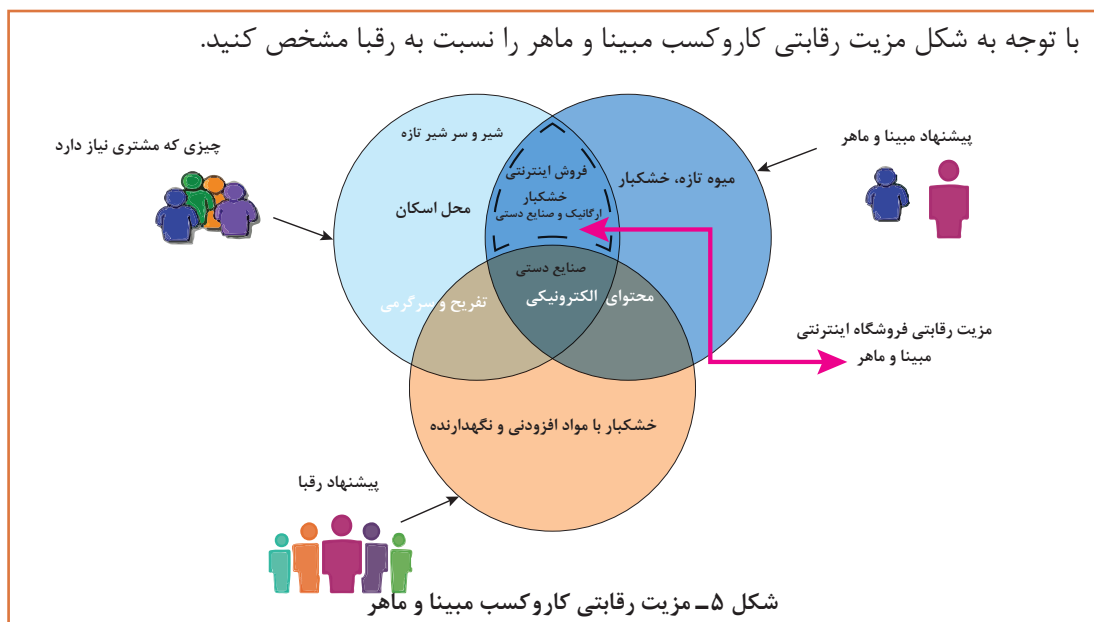 با توجه به شکل مزیت رقابتی کاروکسب مبینا و ماهر را نسبت به رقبا مشخص کنید.
پیشنهاد مبینا و ماهر
میوه تازه، خشکبار
شیر و سر شیر تازه
چیزی که مشتری نیاز دارد
فروش اینترنتی
خشکبار
ارگانیک و صنایع دستی
محل اسکان
صنایع دستی
محتوای الکترونیکی
تفریح و سرگرمی
مزیت رقابتی فروشگاه اینترنتی
مبینا و ماهر
خشکبار با مواد افزودنی و نگهدارنده
پیشنهاد رقبا
شکل ۵ــ مزیت رقابتی کاروکسب مبینا و ماهر